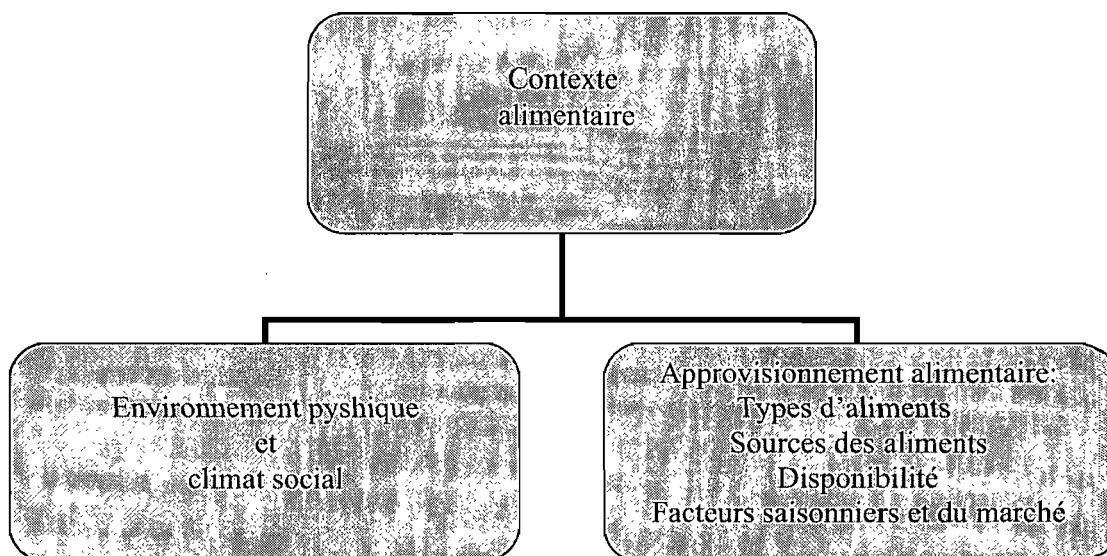 Contexte
alimentaire
Environnement pyshique
et
climat social
Approvisionnement alimentaire:
Types d'aliments
Sources des aliments
Disponibilité
Facteurs saisonniers et du marché